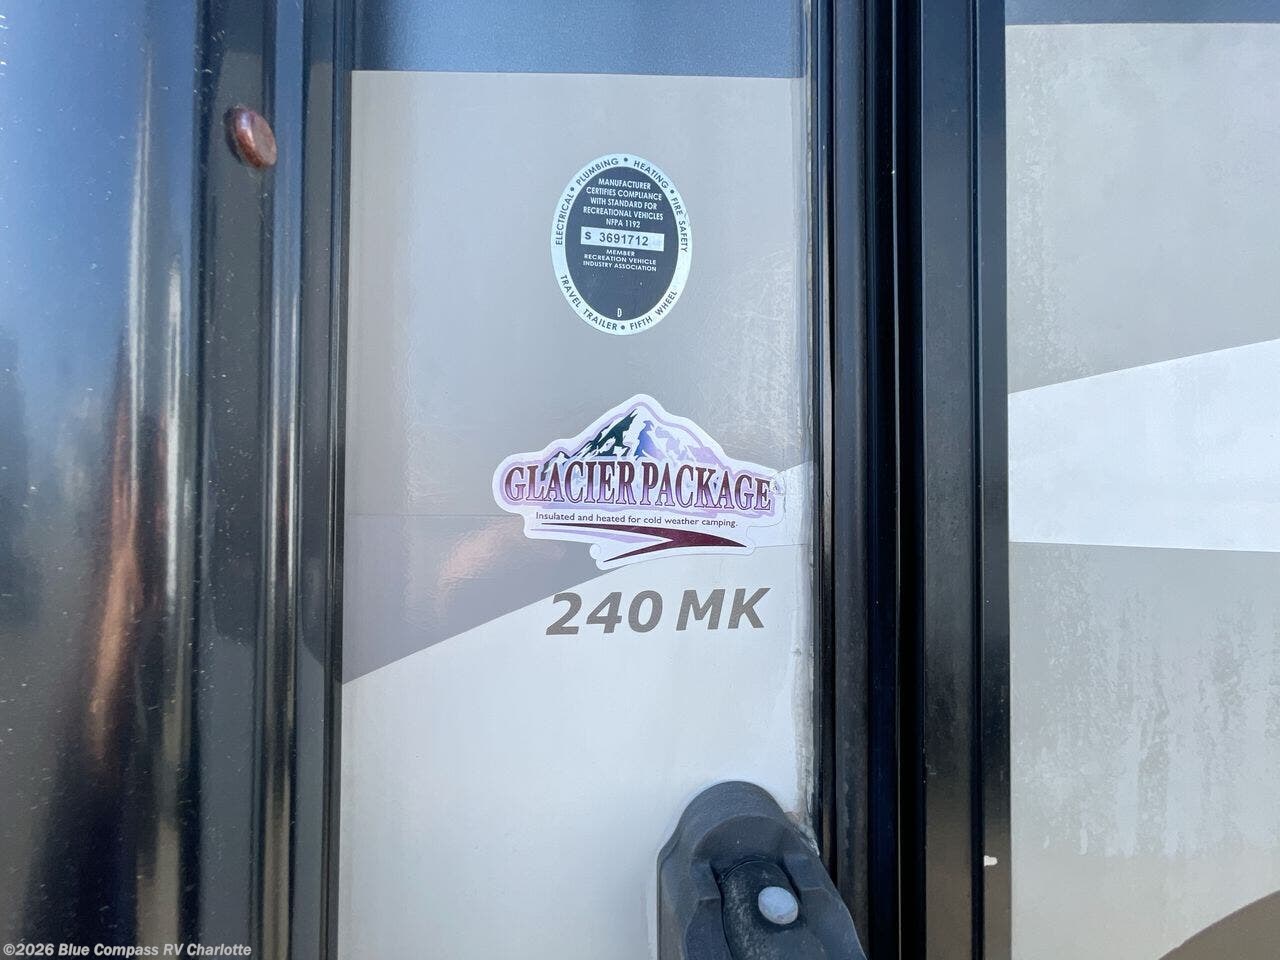 ELECTRICAL • PLUMBING • HEATING • FIRE SAFETY
MANUFACTURER
CERTIFIES COMPLIANCE
WITH STANDARD FOR
RECREATIONAL VEHICLES
NFPA 1192
S 3691712
MEMBER
RECREATION VEHICLE
INDUSTRY ASSOCIATION
D
TRAVEL TRAILER • FIFTH WHEEL
GLACIER PACKAGE
Insulated and heated for cold weather camping.
240 MK
©2026 Blue Compass RV Charlotte